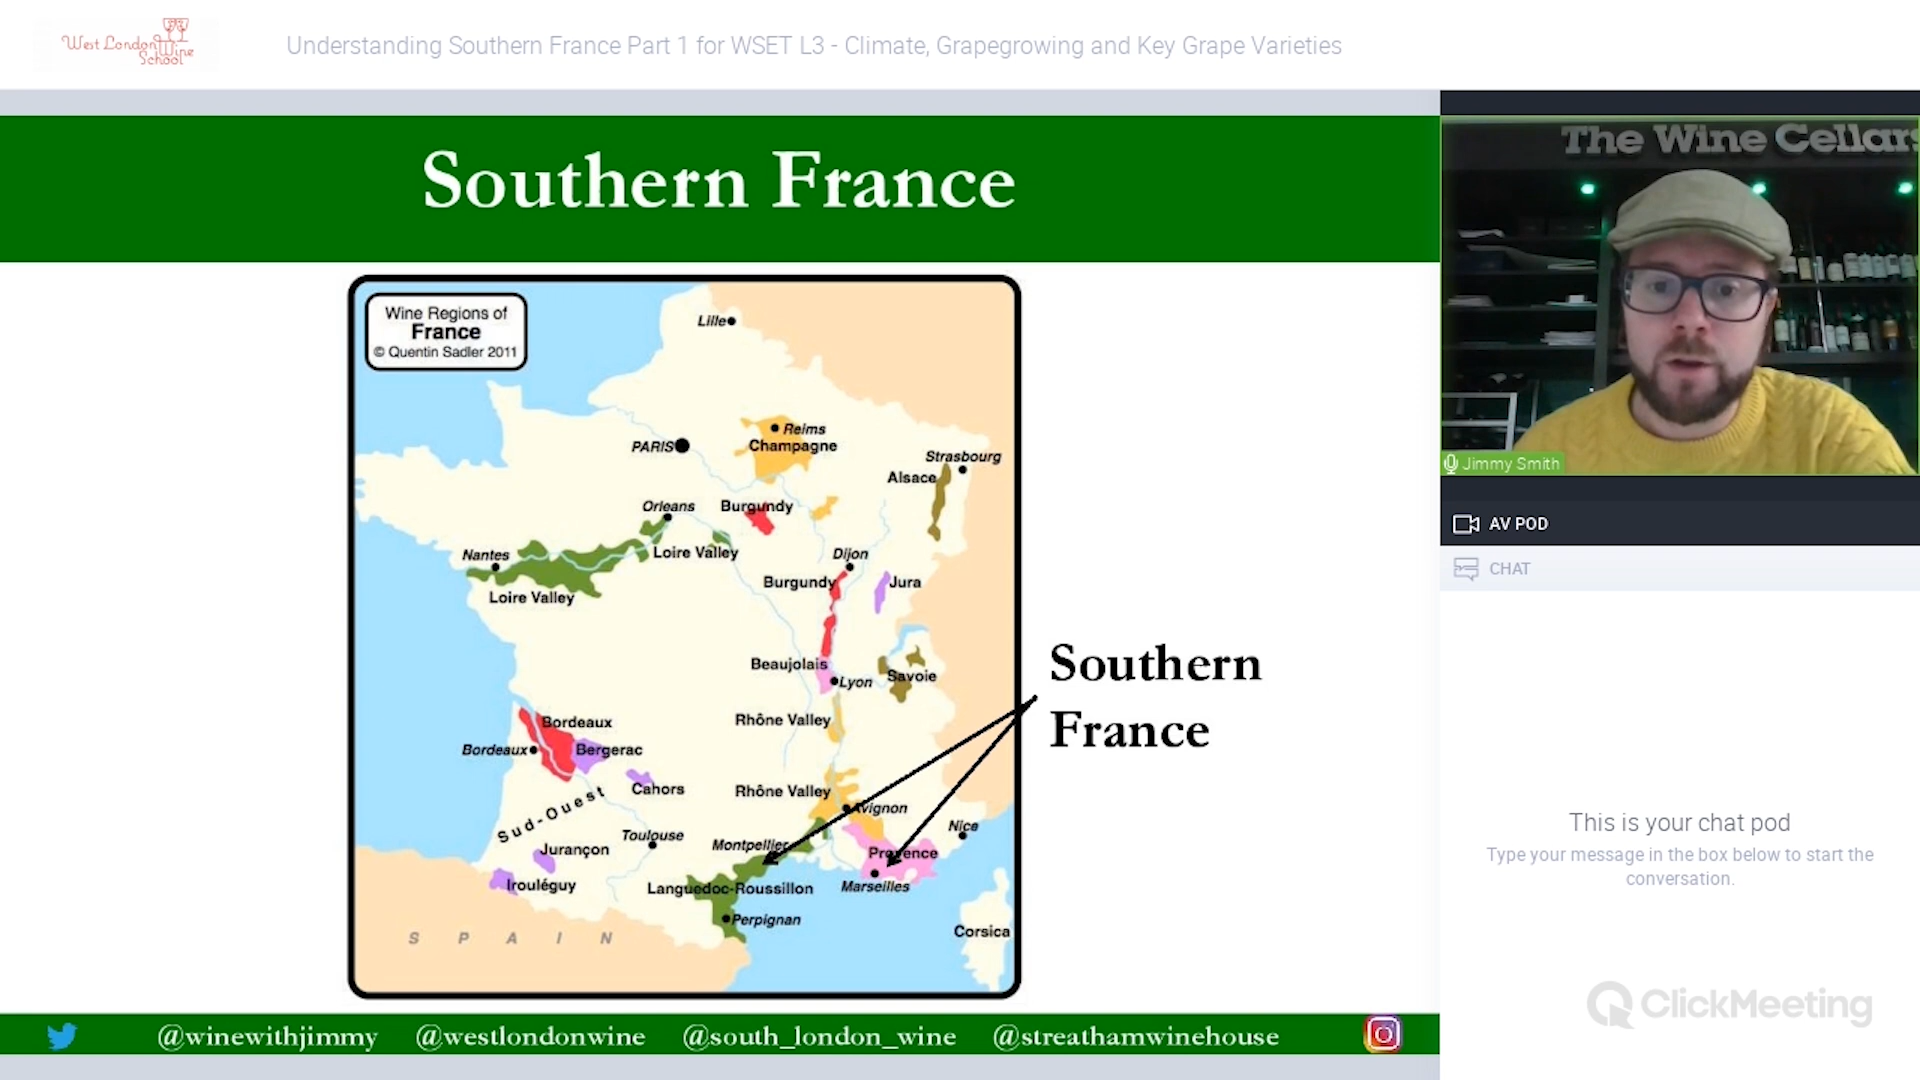 West London Wine School
Understanding Southern France Part 1 for WSET L3 - Climate, Grapegrowing and Key Grape Varieties
Southern France
Wine Regions of
France
© Quentin Sadler 2011
Lille
Reims
Champagne
PARIS
Strasbourg
Alsace
Orleans
Burgundy
Nantes
Loire Valley
Dijon
Loire Valley
Burgundy
Jura
Beaujolais
Lyon
Savoie
Bordeaux
Rhône Valley
Bordeaux
Bergerac
Cahors
Rhône Valley
Avignon
Sud-Ouest
Toulouse
Montpellier
Nice
Jurançon
Provence
Irouléguy
Languedoc-Roussillon
Marseilles
Perpignan
Corsica
SPAIN
Southern
France
@winewithjimmy @westlondonwine @south_london_wine @streathamwinehouse
The Wine Cellars
Jimmy Smith
AV POD
CHAT
This is your chat pod
Type your message in the box below to start the
conversation.
ClickMeeting